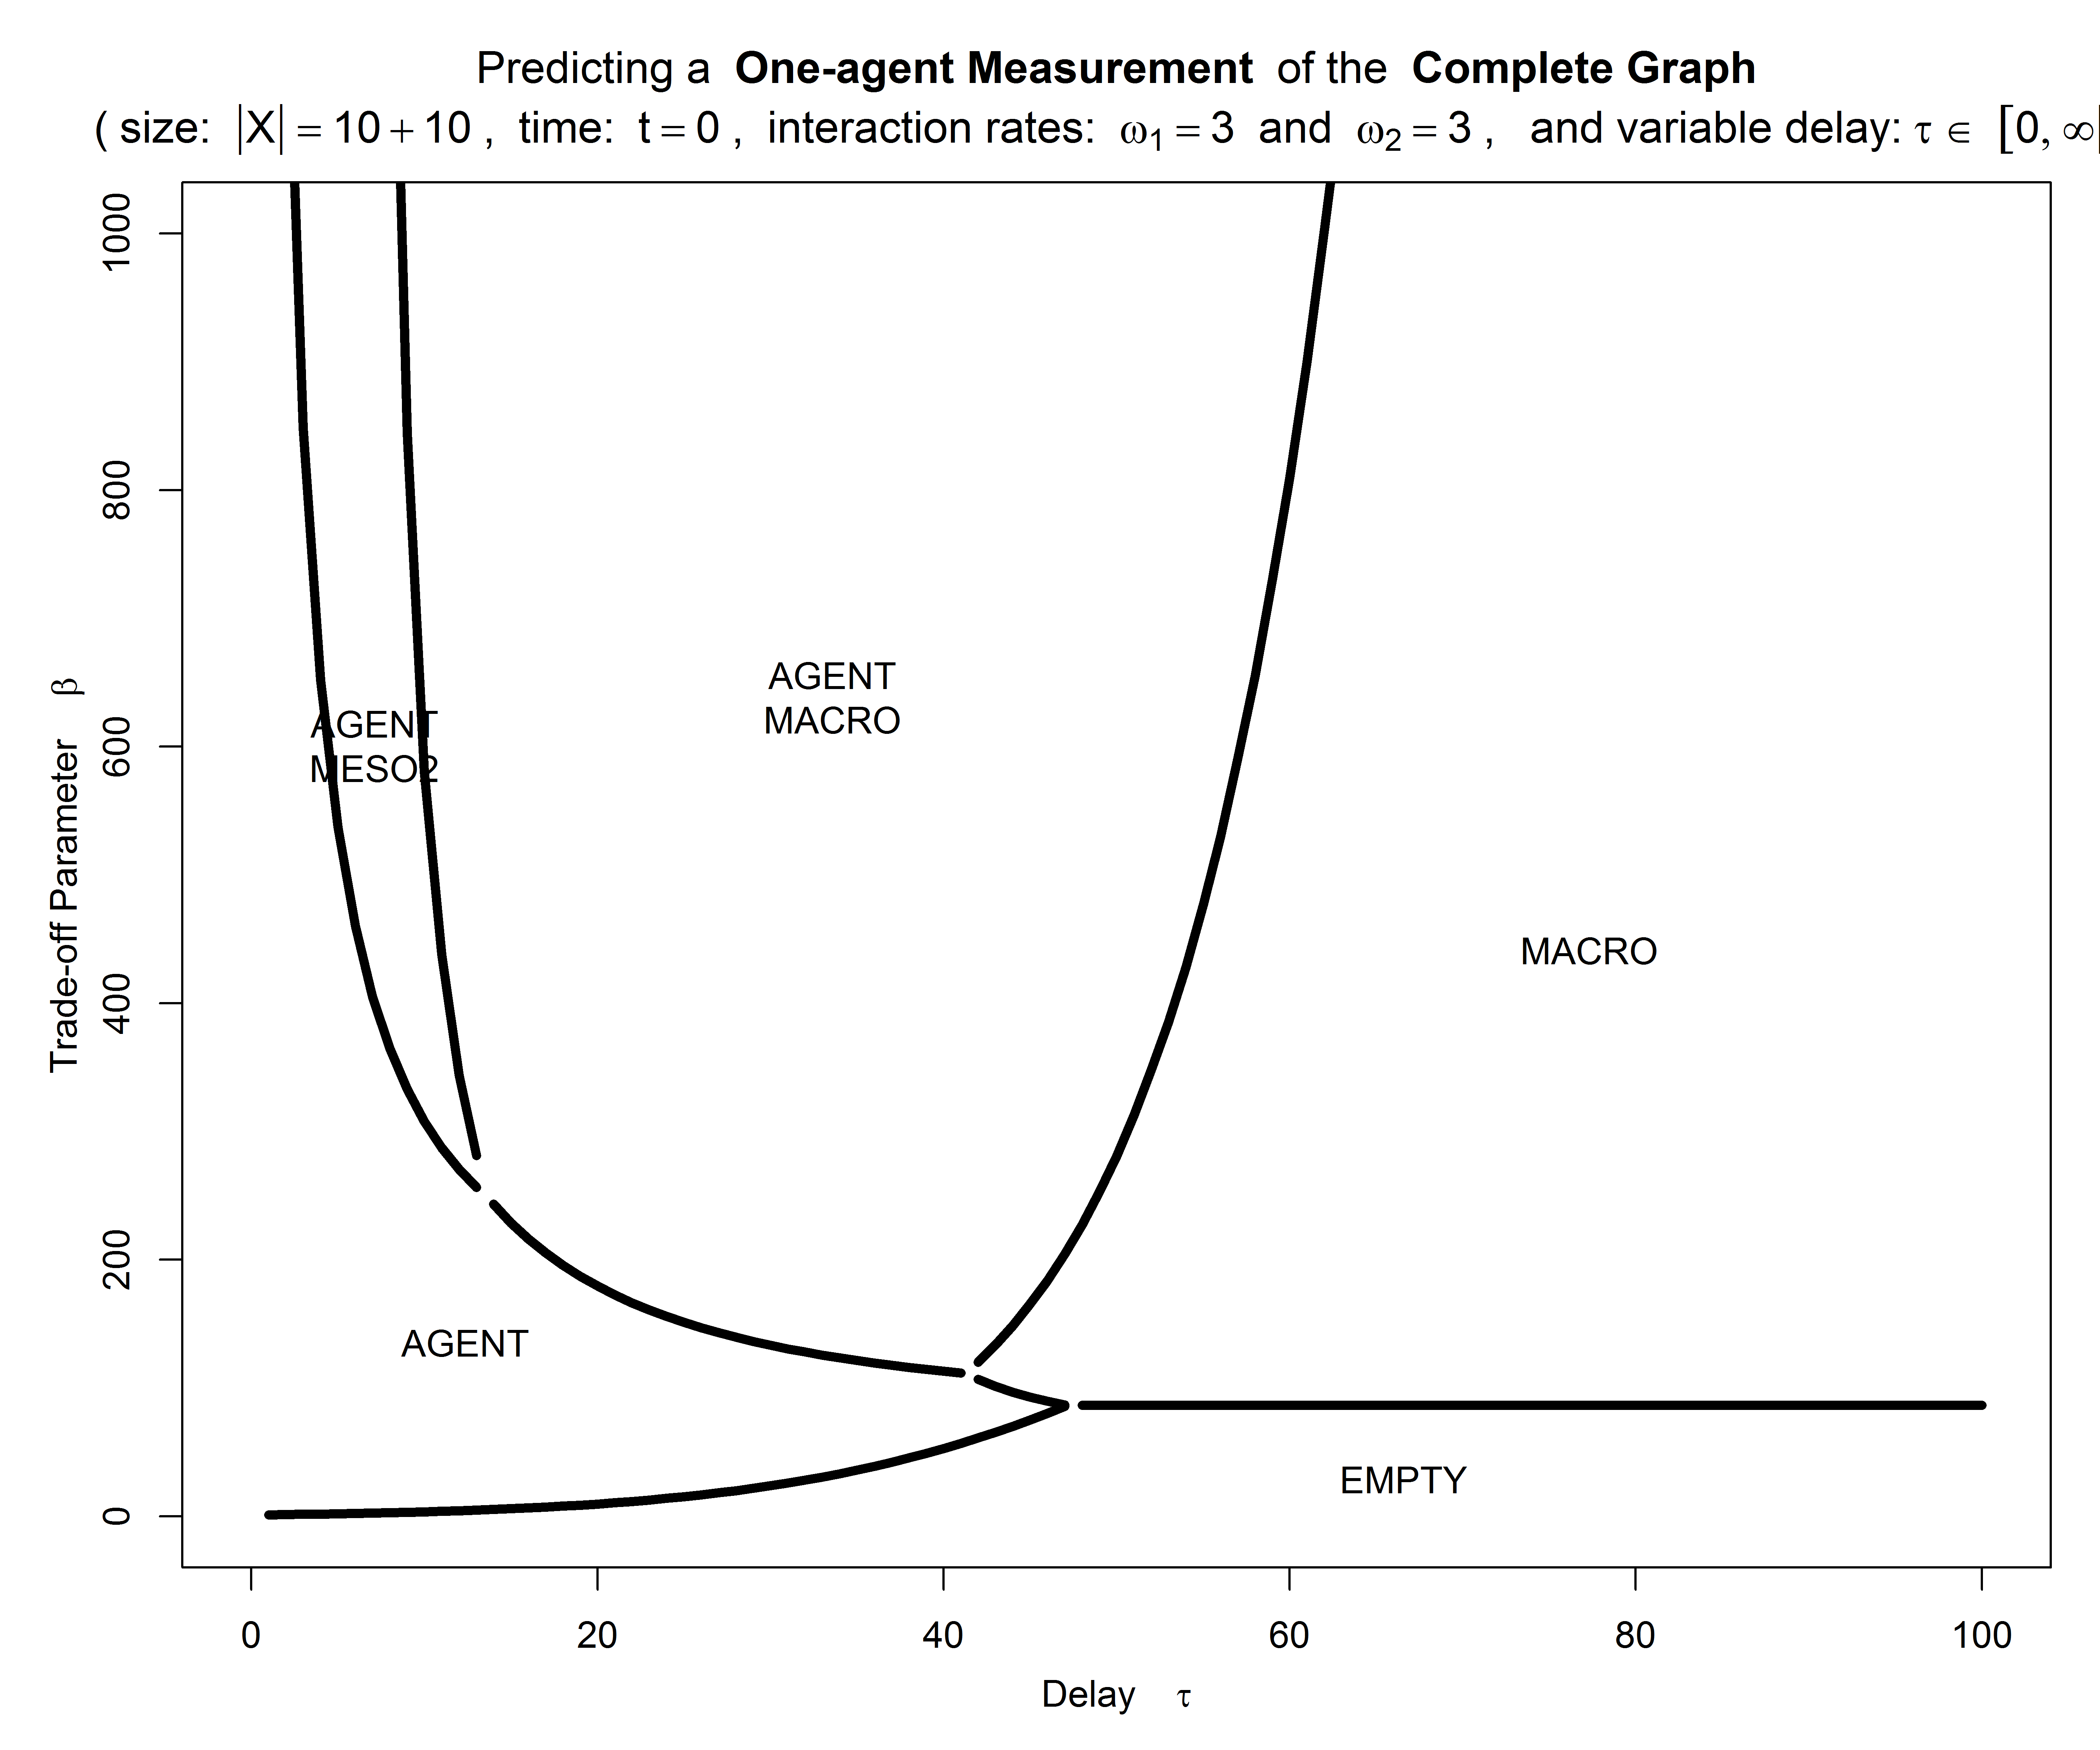 Predicting a One-agent Measurement of the Complete Graph
( size: |X| = 10 + 10 , time: t = 0 , interaction rates: ω1 = 3 and ω2 = 3 , and variable delay: τ ∈ [0, ∞[
1000
800
600
400
200
0
Trade-off Parameter β
AGENT
MESO2
AGENT
MACRO
MACRO
AGENT
EMPTY
0 20 40 60 80 100
Delay τ